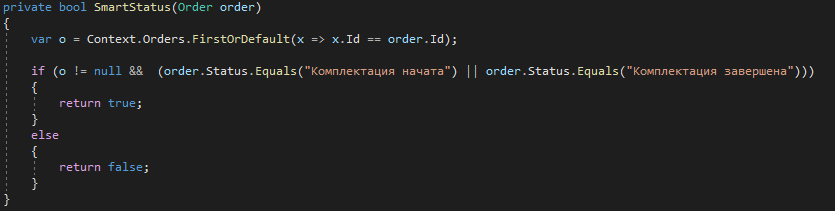 private bool SmartStatus(Order order)
{
var o = Context.Orders.FirstOrDefault(x => x.Id == order.Id);
if (o != null &&  (order.Status.Equals("Комплектация начата") || order.Status.Equals("Комплектация завершена")))
{
return true;
}
else
{
return false;
}
}